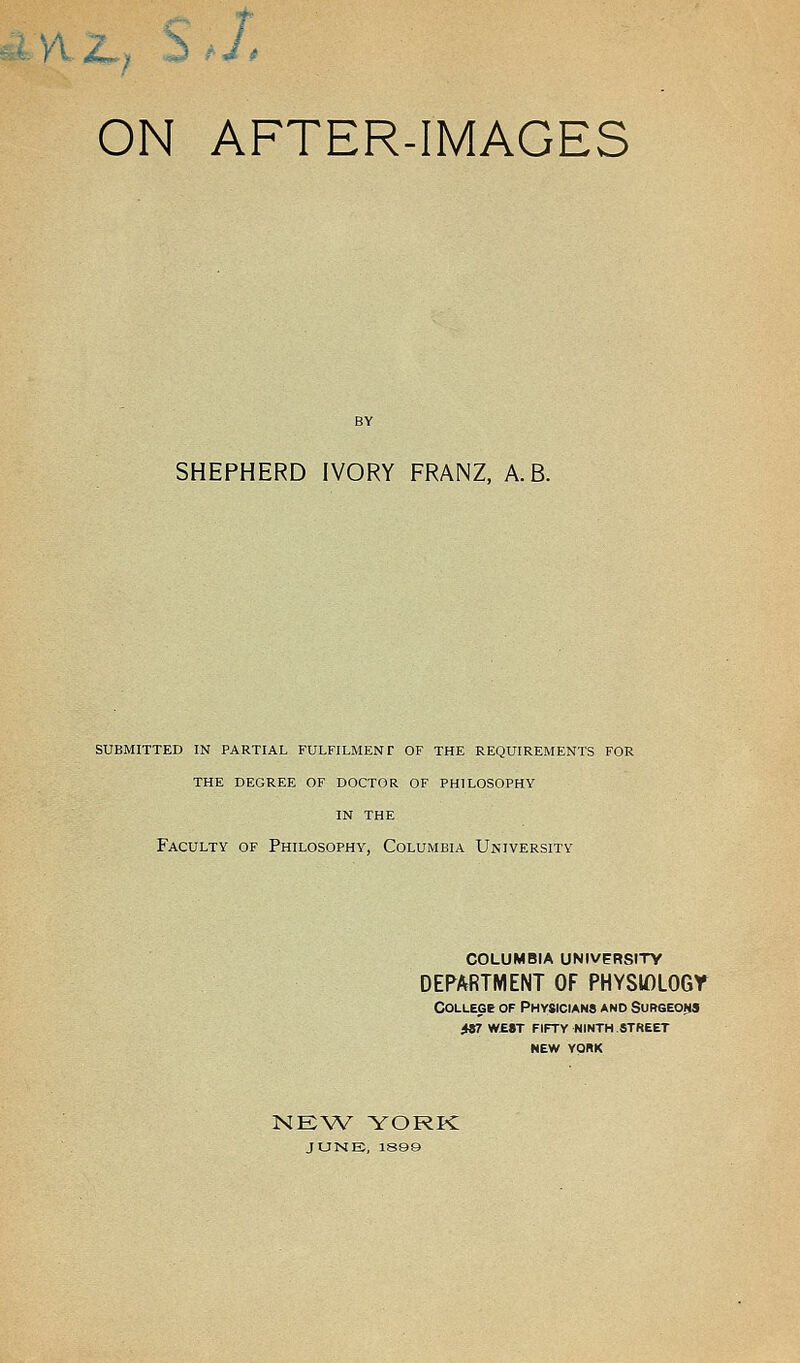 anz, S.I.
ON AFTER-IMAGES
BY
SHEPHERD IVORY FRANZ, A.B.
SUBMITTED IN PARTIAL FULFILMENT OF THE REQUIREMENTS FOR
THE DEGREE OF DOCTOR OF PHILOSOPHY
IN THE
FACULTY OF PHILOSOPHY, COLUMBIA UNIVERSITY
COLUMBIA UNIVERSITY
DEPARTMENT OF PHYSIOLOGY
COLLEGE OF PHYSICIANS AND SURGEONS
437 WEST FIFTY NINTH STREET
NEW YORK
NEW YORK
JUNE, 1899